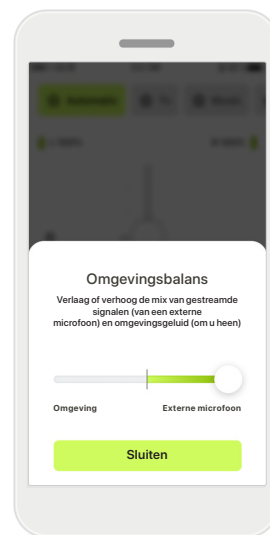 Omgevingsbalans
Verlaag of verhoog de mix van gestreamde
signalen (van een externe
microfoon) en omgevingsgeluid (om u heen)
Omgeving Externe microfoon
Sluiten